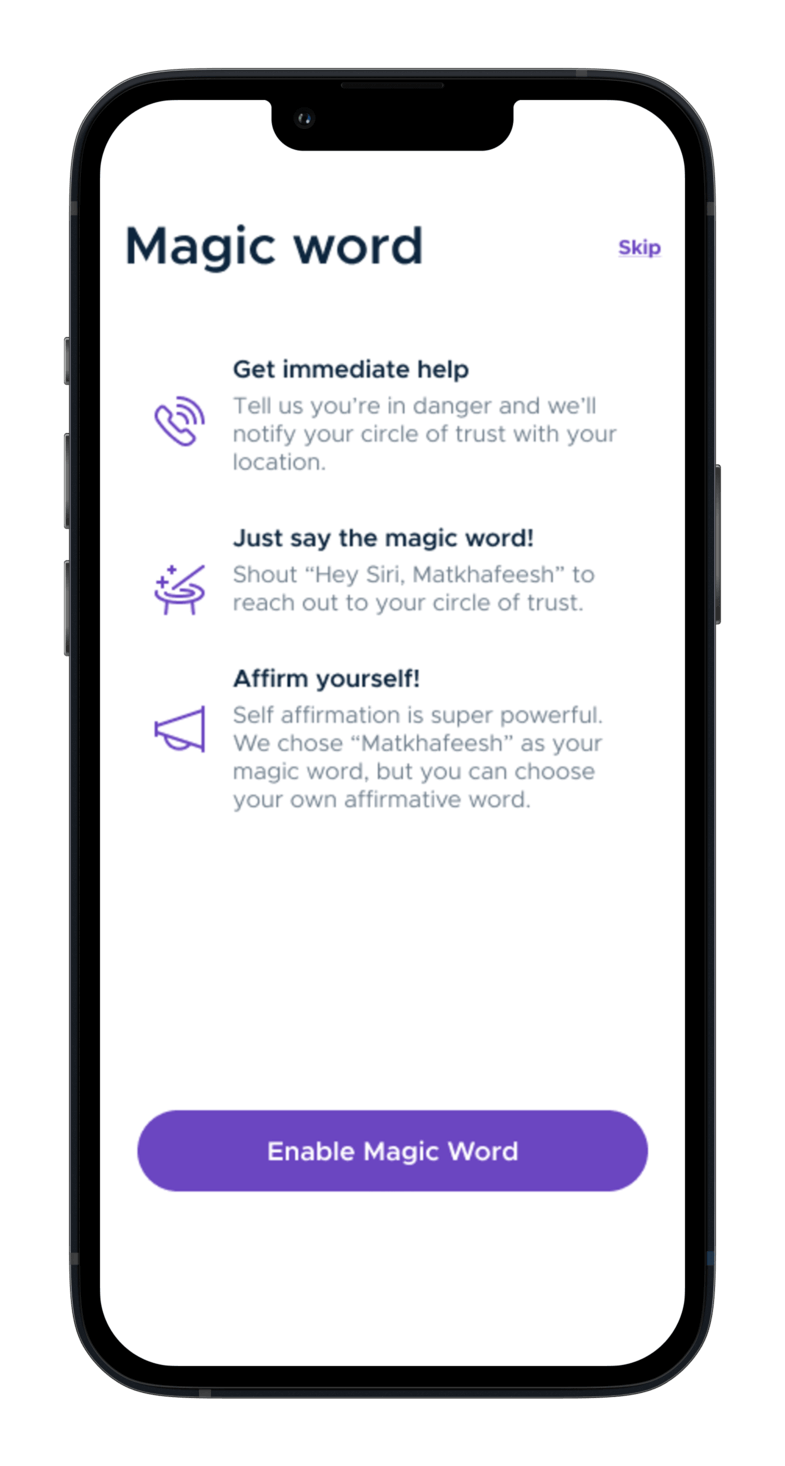 Magic word
Skip
Get immediate help
Tell us you’re in danger and we’ll
notify your circle of trust with your
location.
Just say the magic word!
Shout “Hey Siri, Matkhafeesh” to
reach out to your circle of trust.
Affirm yourself!
Self affirmation is super powerful.
We chose “Matkhafeesh” as your
magic word, but you can choose
your own affirmative word.
Enable Magic Word